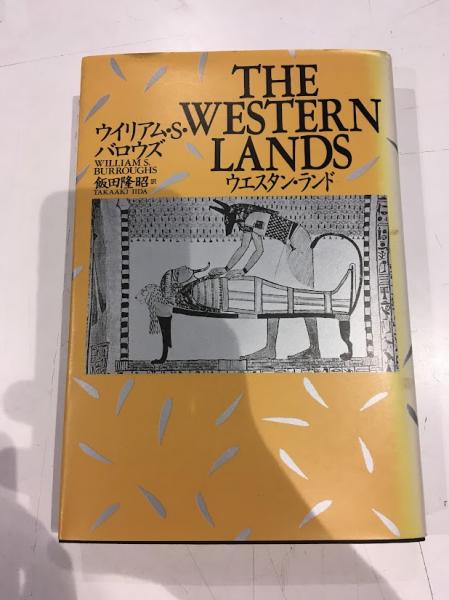 THE
WESTERN
LANDS
ウエスタン・ランド
ウイリアム・S・
バロウズ
WILLIAM S.
BURROUGHS
飯田隆昭 訳
TAKAAKI IIDA